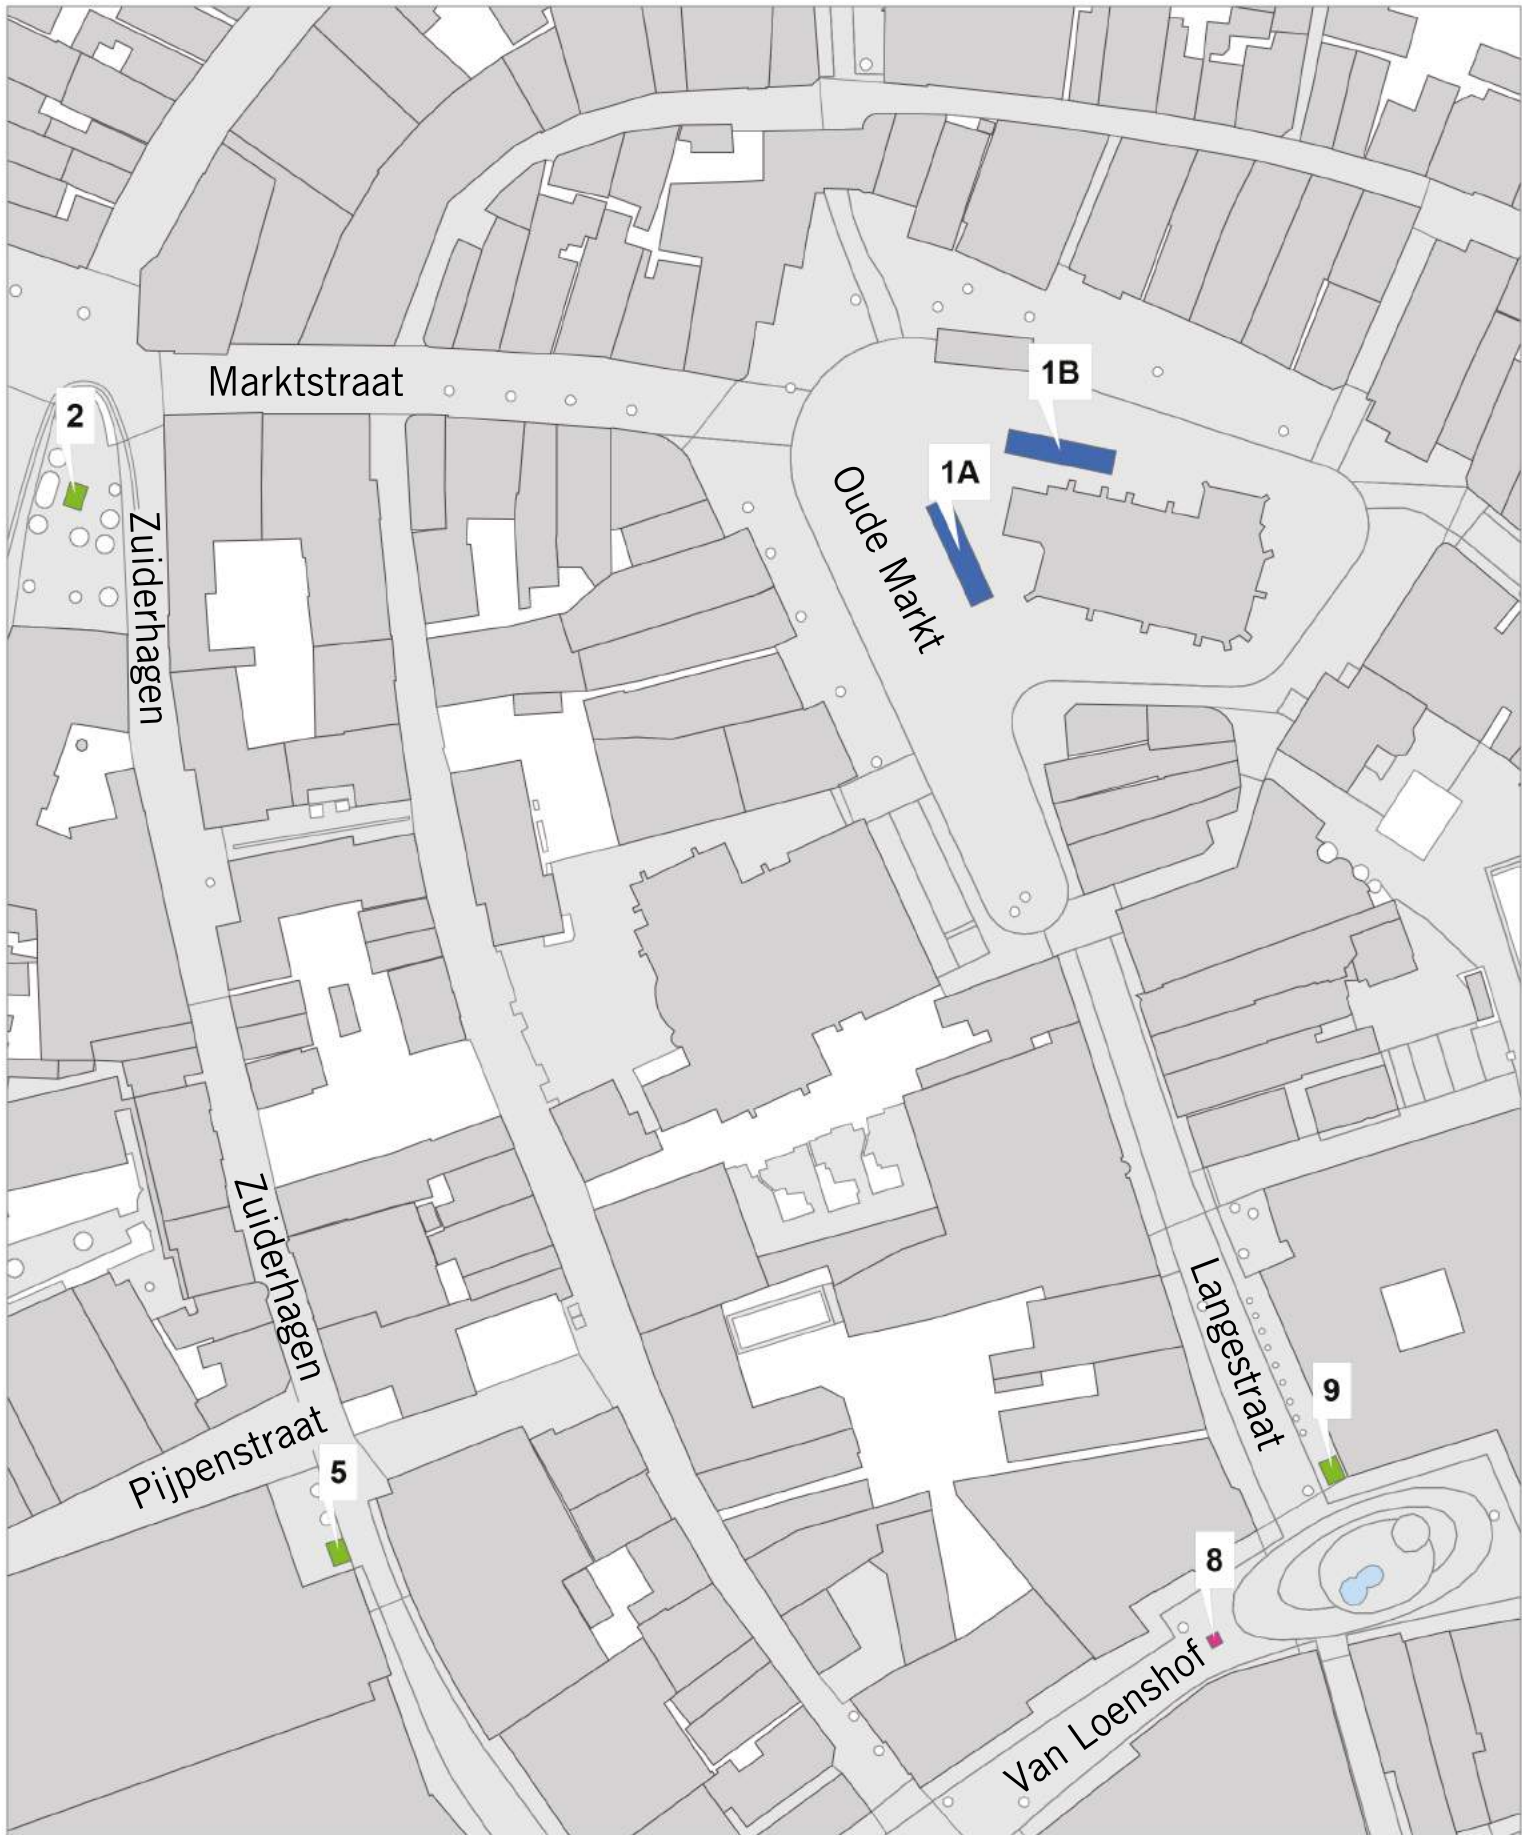 1B
Marktstraat
2
1A
Oude Markt
Zuiderhagen
Zuiderhagen
Langestraat
9
Pijpenstraat
5
8
Van Loenshof